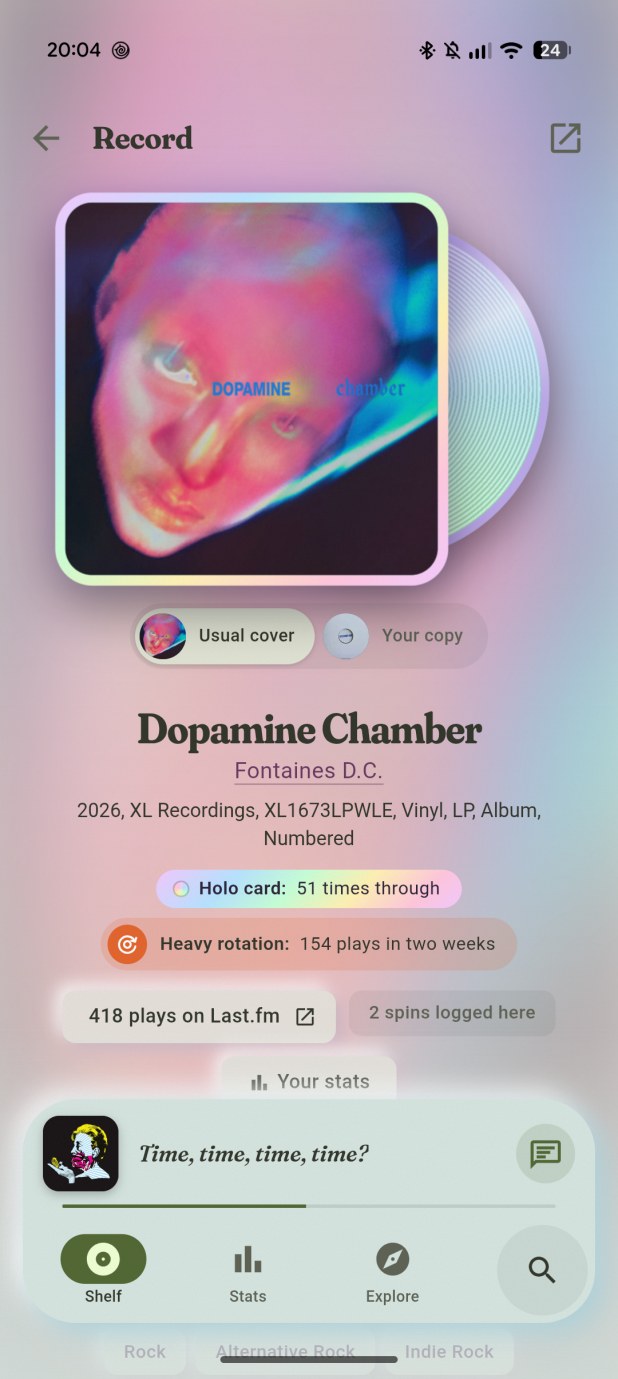 20:04
24
Record
DOPAMINE chamber
Usual cover
Your copy
Dopamine Chamber
Fontaines D.C.
2026, XL Recordings, XL1673LPWLE, Vinyl, LP, Album,
Numbered
Holo card: 51 times through
Heavy rotation: 154 plays in two weeks
418 plays on Last.fm
2 spins logged here
Your stats
Time, time, time, time?
Shelf
Stats
Explore
Rock
Alternative Rock
Indie Rock